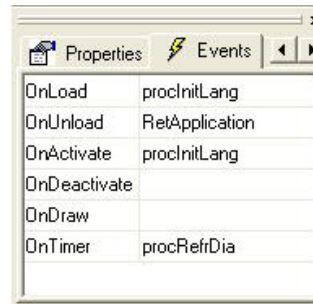 Properties Events
OnLoad procInitLang
OnUnload RetApplication
OnActivate procInitLang
OnDeactivate
OnDraw
OnTimer procRefrDia